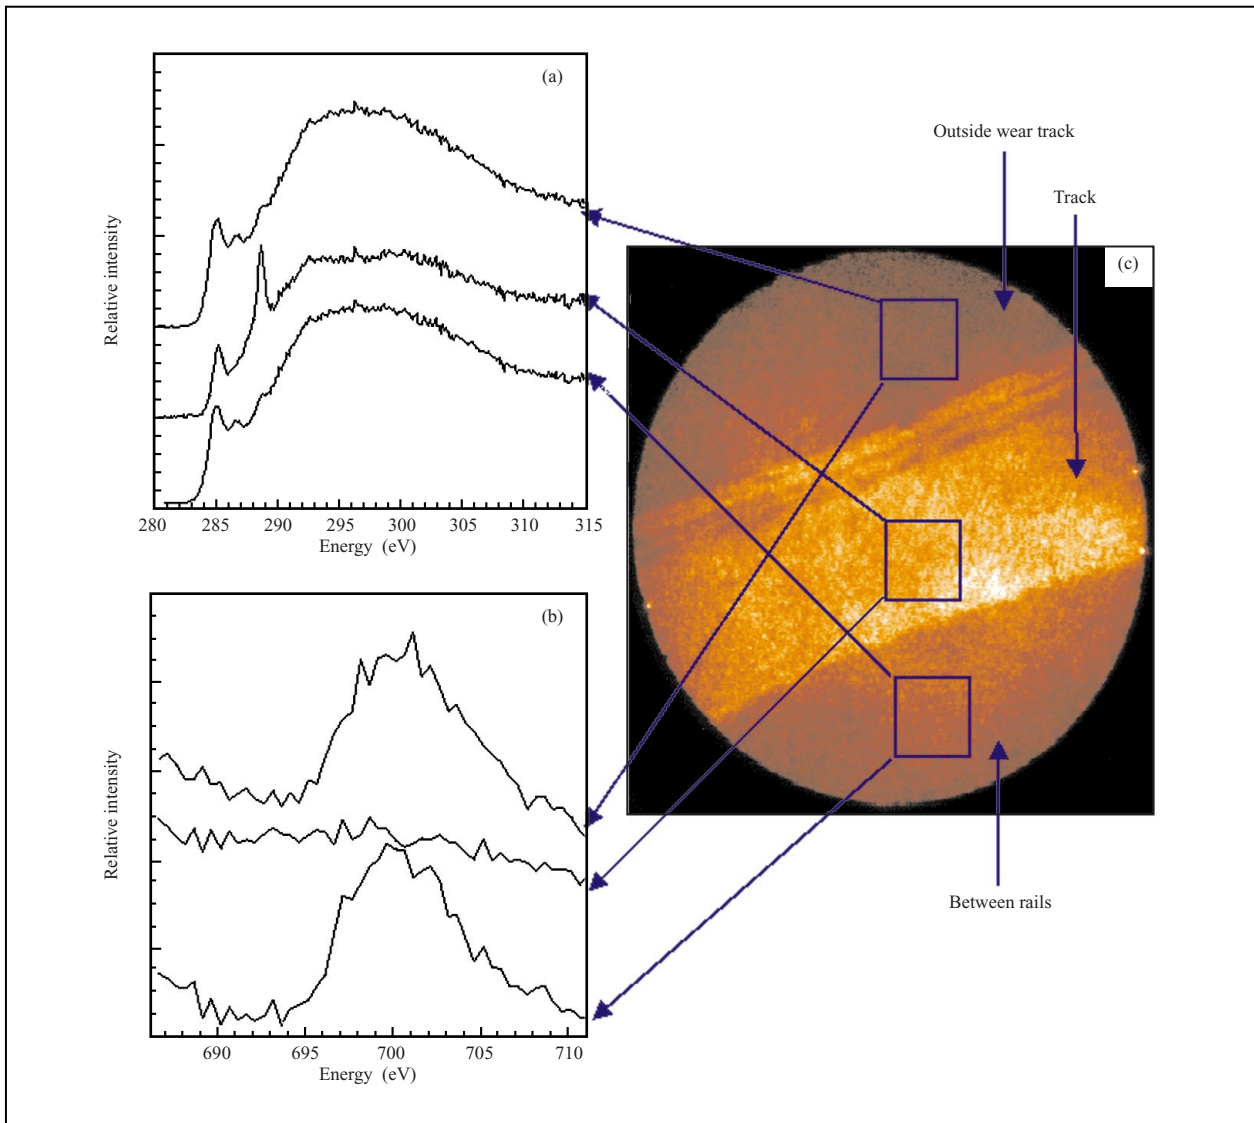 (a)
Relative intensity
280 285 290 295 300 305 310 315
Energy (eV)
(b)
Relative intensity
690 695 700 705 710
Energy (eV)
Outside wear track
Track
(c)
Between rails